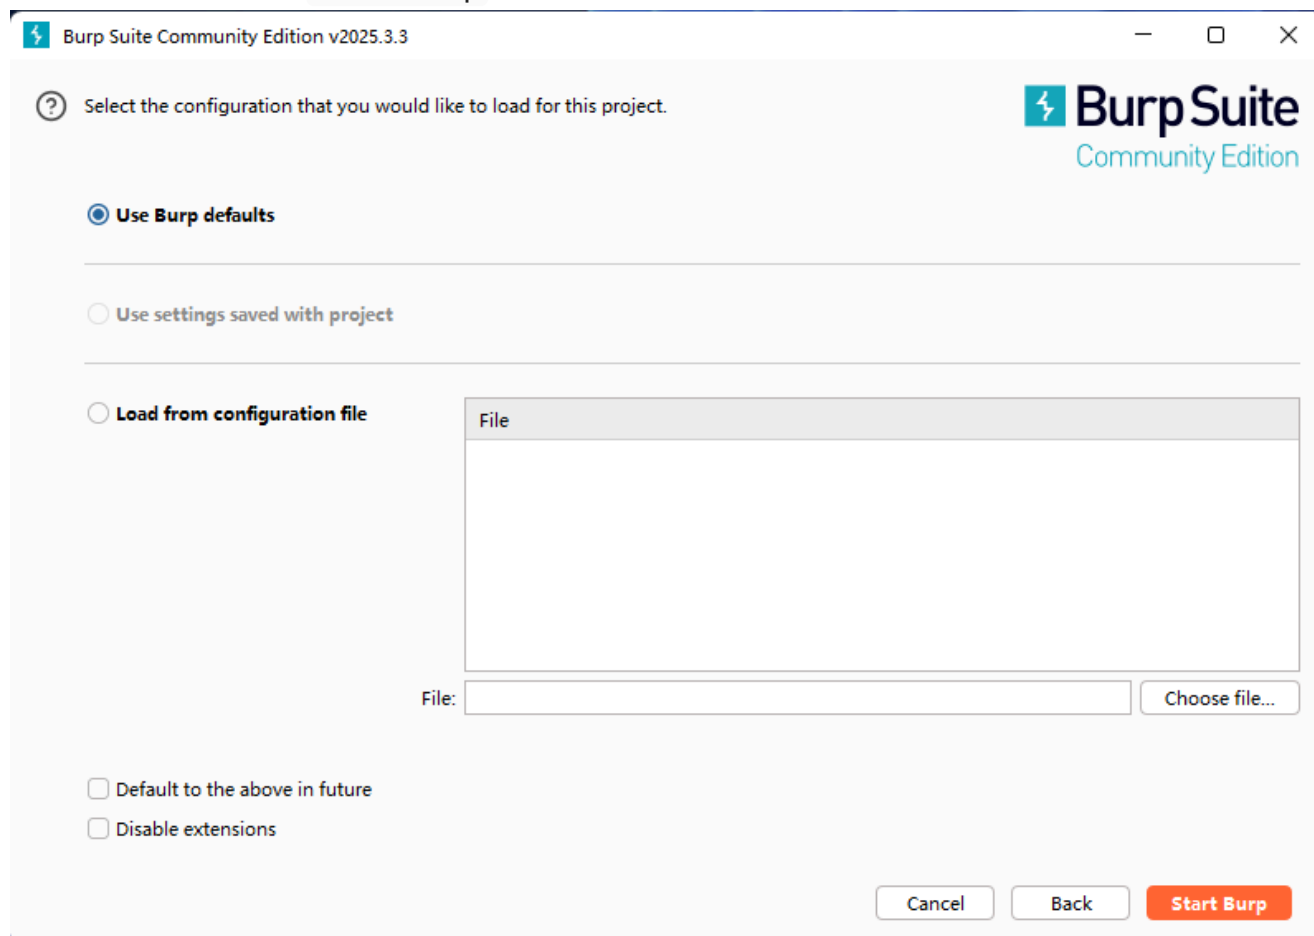 Burp Suite Community Edition v2025.3.3
Select the configuration that you would like to load for this project.
Burp Suite
Community Edition
Use Burp defaults
Use settings saved with project
Load from configuration file
File
File:
Choose file...
Default to the above in future
Disable extensions
Cancel
Back
Start Burp